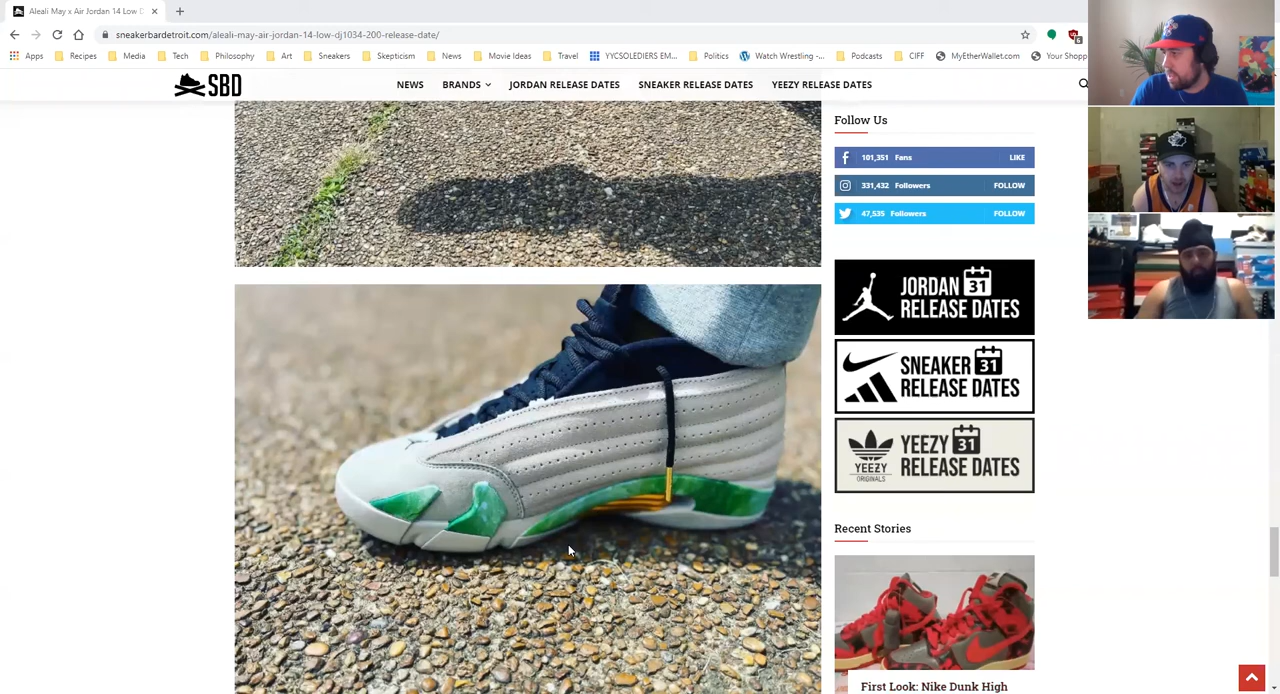 Aleali May x Air Jordan 14 Low D
sneakerbardetroit.com/aleali-may-air-jordan-14-low-dj1034-200-release-date/
Apps Recipes Media Tech Philosophy Art Sneakers Skepticism News Movie Ideas Travel YYCSOLEDIERS EM... Politics Watch Wrestling -... Podcasts CIFF MyEtherWallet.com Your Shopp
SBD
NEWS BRANDS JORDAN RELEASE DATES SNEAKER RELEASE DATES YEEZY RELEASE DATES
Follow Us
101,351 Fans LIKE
331,432 Followers FOLLOW
47,535 Followers FOLLOW
JORDAN 31
RELEASE DATES
SNEAKER 31
RELEASE DATES
YEEZY 31
RELEASE DATES
YEEZY
ORIGINALS
Recent Stories
First Look: Nike Dunk High